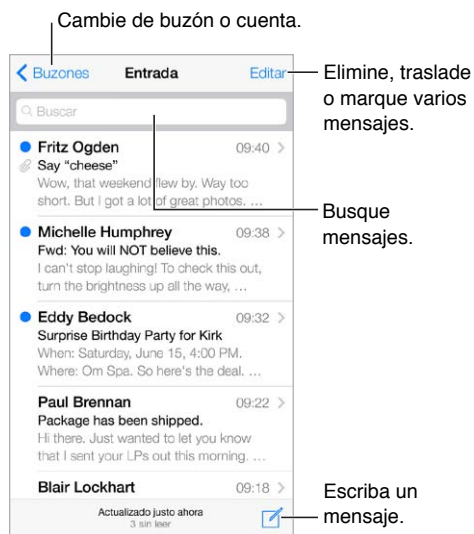 Cambie de buzón o cuenta.
Buzones Entrada Editar
Elimine, traslade
o marque varios
mensajes.
Buscar
Busque
mensajes.
Fritz Ogden 09:40
Say “cheese”
Wow, that weekend flew by. Way too
short. But I got a lot of great photos. …
Michelle Humphrey 09:38
Fwd: You will NOT believe this.
I can't stop laughing! To check this out,
turn the brightness up all the way, …
Eddy Bedock 09:32
Surprise Birthday Party for Kirk
When: Saturday, June 15, 4:00 PM.
Where: Om Spa. So here's the deal. …
Paul Brennan 09:22
Package has been shipped.
Hi there. Just wanted to let you know
that I sent your LPs out this morning. …
Blair Lockhart 09:18
Actualizado justo ahora
3 sin leer
Escriba un
mensaje.